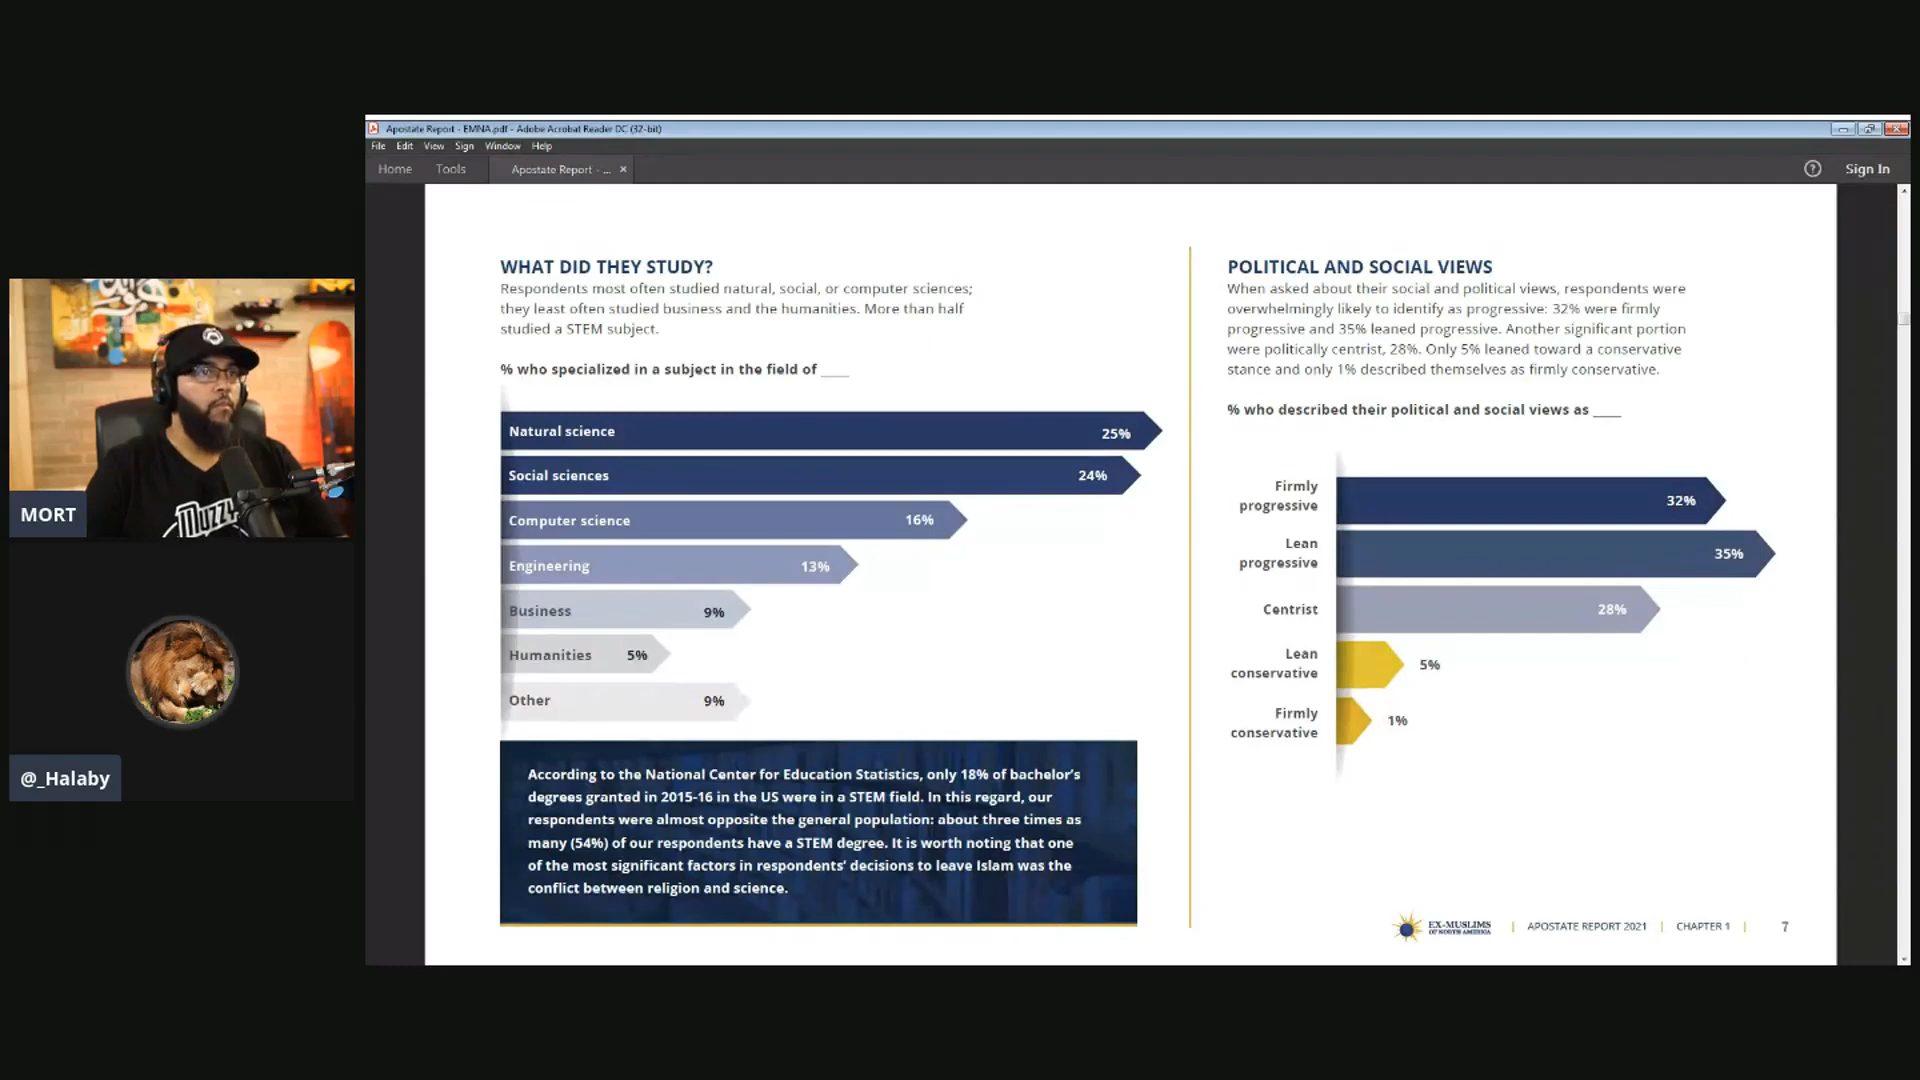 Apostate Report - EMNA.pdf - Adobe Acrobat Reader DC (32-bit)
File Edit View Sign Window Help
Home Tools Apostate Report - ... × ? Sign In
WHAT DID THEY STUDY?
Respondents most often studied natural, social, or computer sciences;
they least often studied business and the humanities. More than half
studied a STEM subject.
% who specialized in a subject in the field of ____
Natural science 25%
Social sciences 24%
Computer science 16%
Engineering 13%
Business 9%
Humanities 5%
Other 9%
According to the National Center for Education Statistics, only 18% of bachelor's
degrees granted in 2015-16 in the US were in a STEM field. In this regard, our
respondents were almost opposite the general population: about three times as
many (54%) of our respondents have a STEM degree. It is worth noting that one
of the most significant factors in respondents' decisions to leave Islam was the
conflict between religion and science.
POLITICAL AND SOCIAL VIEWS
When asked about their social and political views, respondents were
overwhelmingly likely to identify as progressive: 32% were firmly
progressive and 35% leaned progressive. Another significant portion
were politically centrist, 28%. Only 5% leaned toward a conservative
stance and only 1% described themselves as firmly conservative.
% who described their political and social views as ____
Firmly
progressive 32%
Lean
progressive 35%
Centrist 28%
Lean
conservative 5%
Firmly
conservative 1%
EX-MUSLIMS
OF NORTH AMERICA
| APOSTATE REPORT 2021 | CHAPTER 1 | 7
MORT
Muzzy
@_Halaby